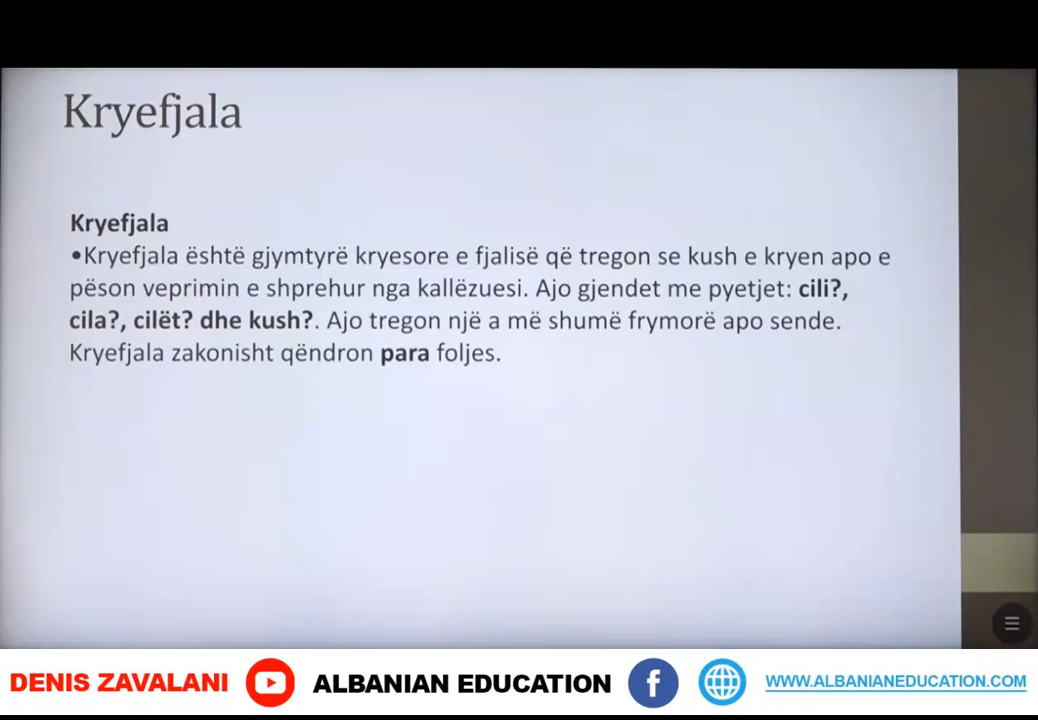 Kryefjala
Kryefjala
•Kryefjala është gjymtyrë kryesore e fjalisë që tregon se kush e kryen apo e
pëson veprimin e shprehur nga kallëzuesi. Ajo gjendet me pyetjet: cili?,
cila?, cilët? dhe kush?. Ajo tregon një a më shumë frymorë apo sende.
Kryefjala zakonisht qëndron para foljes.
DENIS ZAVALANI ALBANIAN EDUCATION WWW.ALBANIANEDUCATION.COM